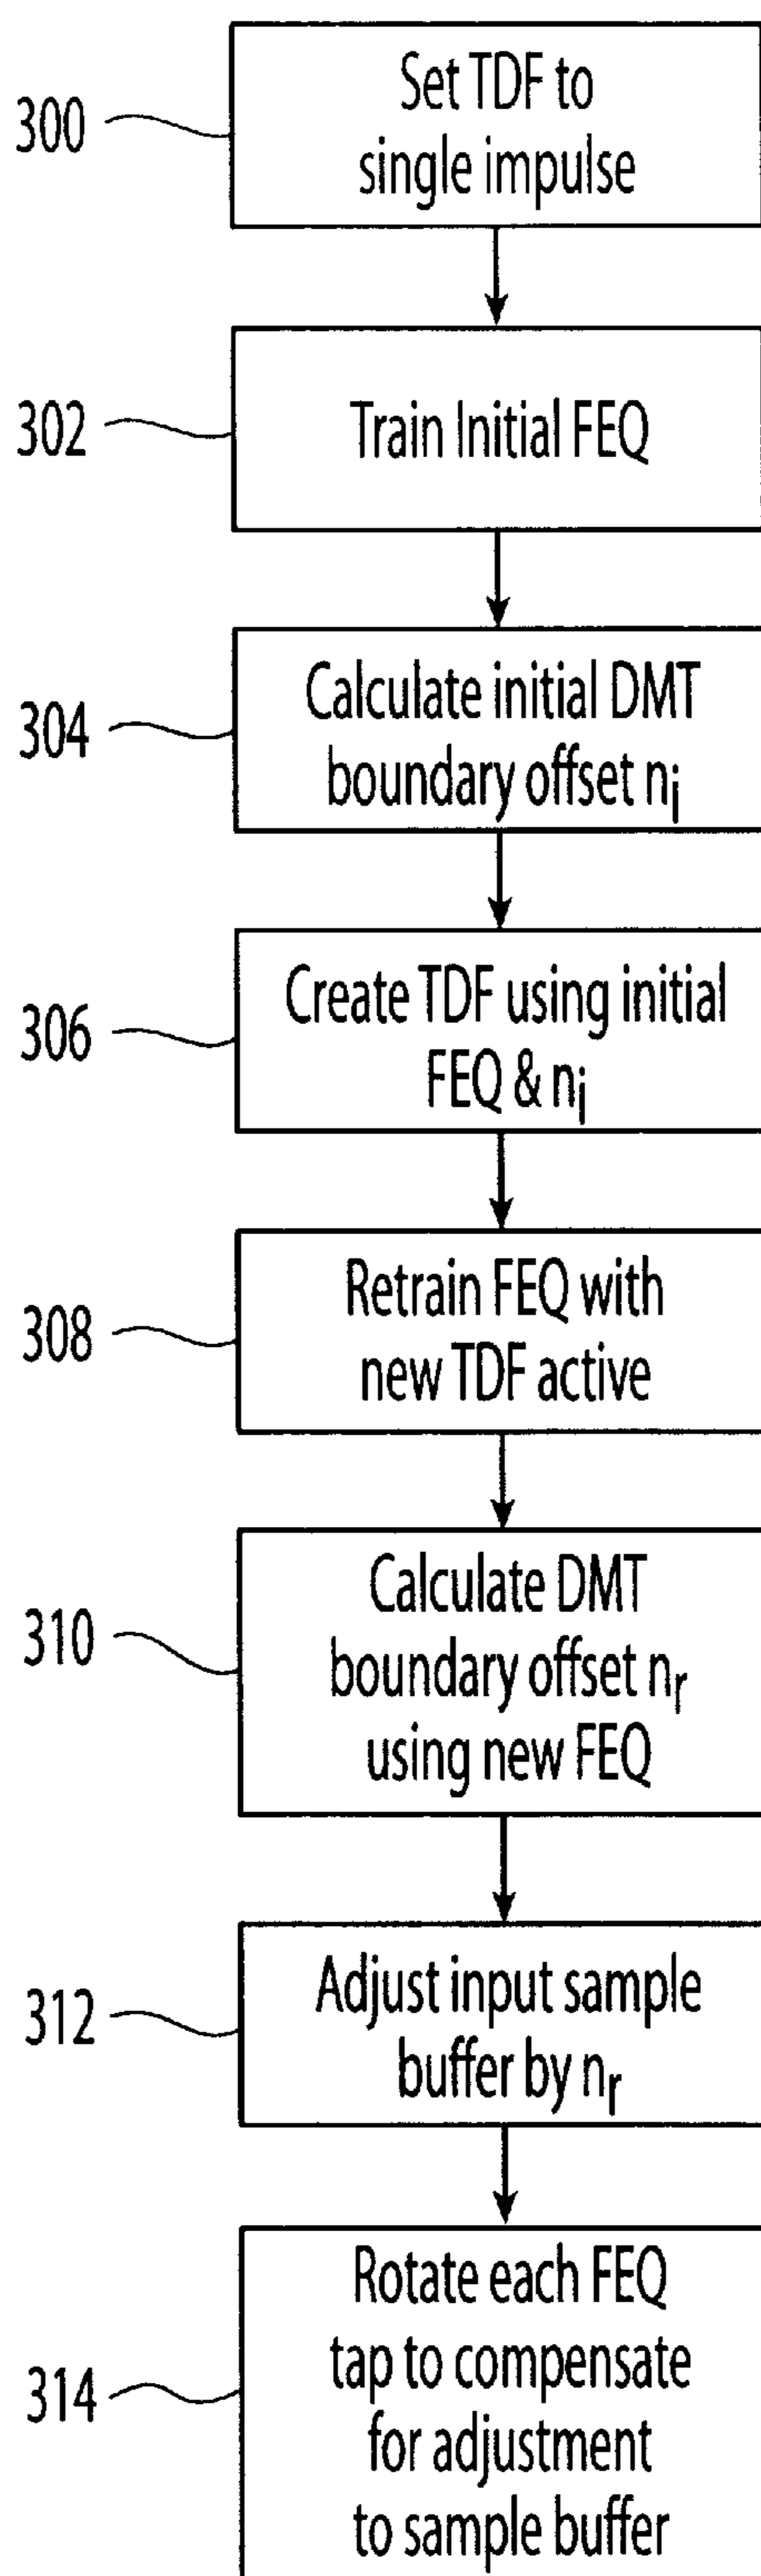 300
Set TDF to
single impulse
302
Train Initial FEQ
304
Calculate initial DMT
boundary offset ni
306
Create TDF using initial
FEQ & ni
308
Retrain FEQ with
new TDF active
310
Calculate DMT
boundary offset nr
using new FEQ
312
Adjust input sample
buffer by nr
314
Rotate each FEQ
tap to compensate
for adjustment
to sample buffer